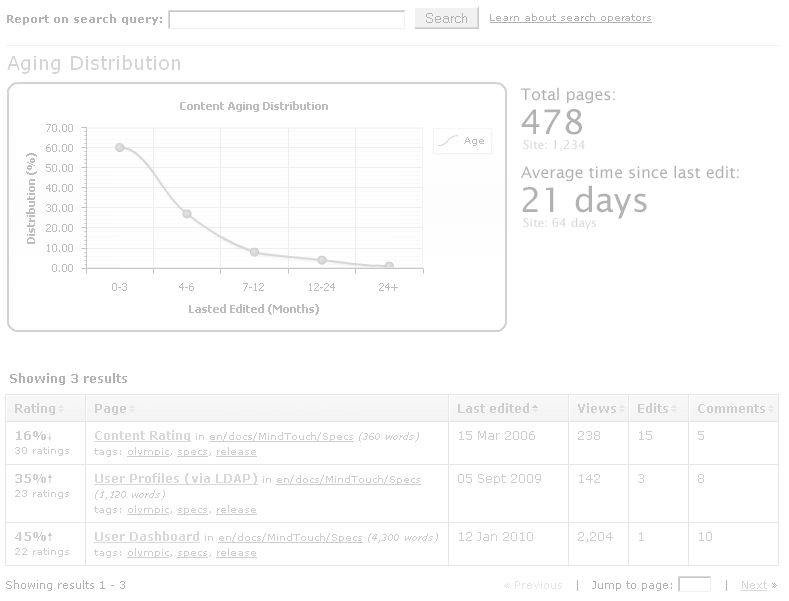 Report on search query: Search Learn about search operators
Aging Distribution
Content Aging Distribution
70.00
60.00
50.00
40.00
30.00
20.00
10.00
0.00
Distribution (%)
0-3 4-6 7-12 12-24 24+
Lasted Edited (Months)
Age
Total pages:
478
Site: 1,234
Average time since last edit:
21 days
Site: 64 days
Showing 3 results
Rating Page Last edited Views Edits Comments
16%↓ Content Rating in en/docs/MindTouch/Specs (360 words) 15 Mar 2006 238 15 5
30 ratings tags: olympic, specs, release
35%↑ User Profiles (via LDAP) in en/docs/MindTouch/Specs 05 Sept 2009 142 3 8
23 ratings (1,120 words)
tags: olympic, specs, release
45%↑ User Dashboard in en/docs/MindTouch/Specs (4,300 words) 12 Jan 2010 2,204 1 10
22 ratings tags: olympic, specs, release
Showing results 1 - 3 « Previous | Jump to page: | Next »